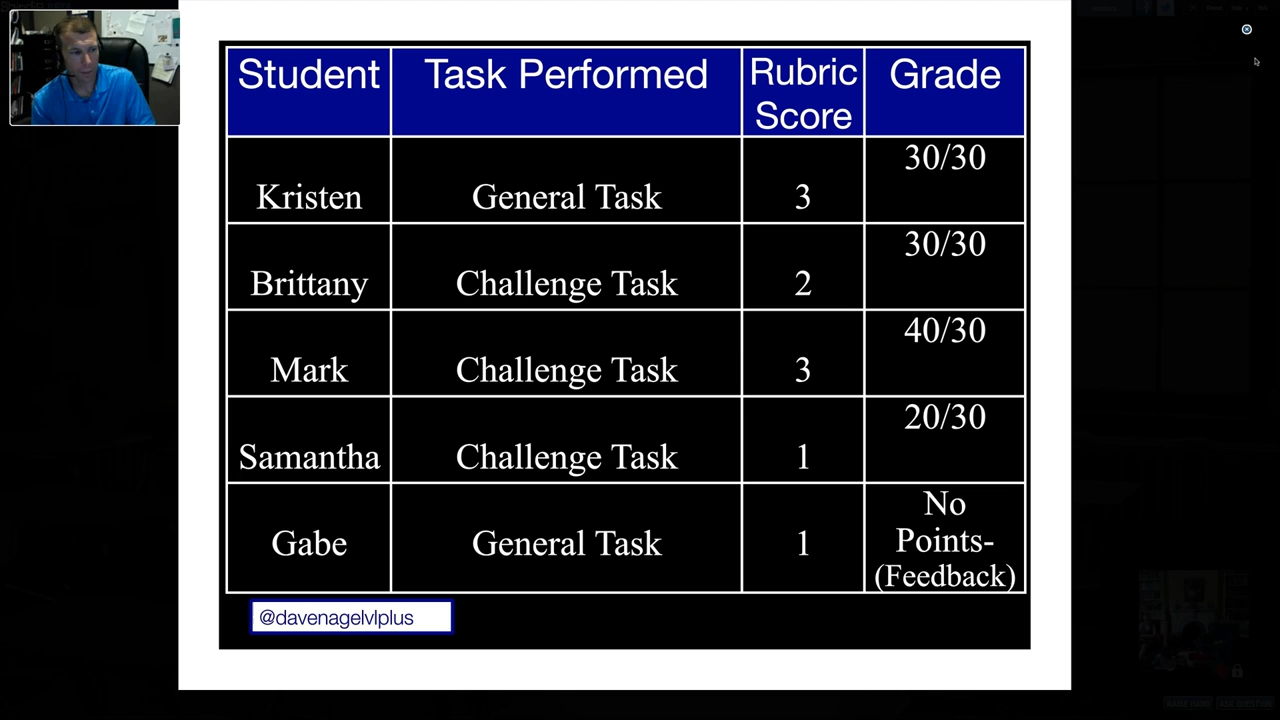 Student Task Performed Rubric Score Grade
Kristen General Task 3 30/30
Brittany Challenge Task 2 30/30
Mark Challenge Task 3 40/30
Samantha Challenge Task 1 20/30
Gabe General Task 1 No Points- (Feedback)
@davenagelvlplus